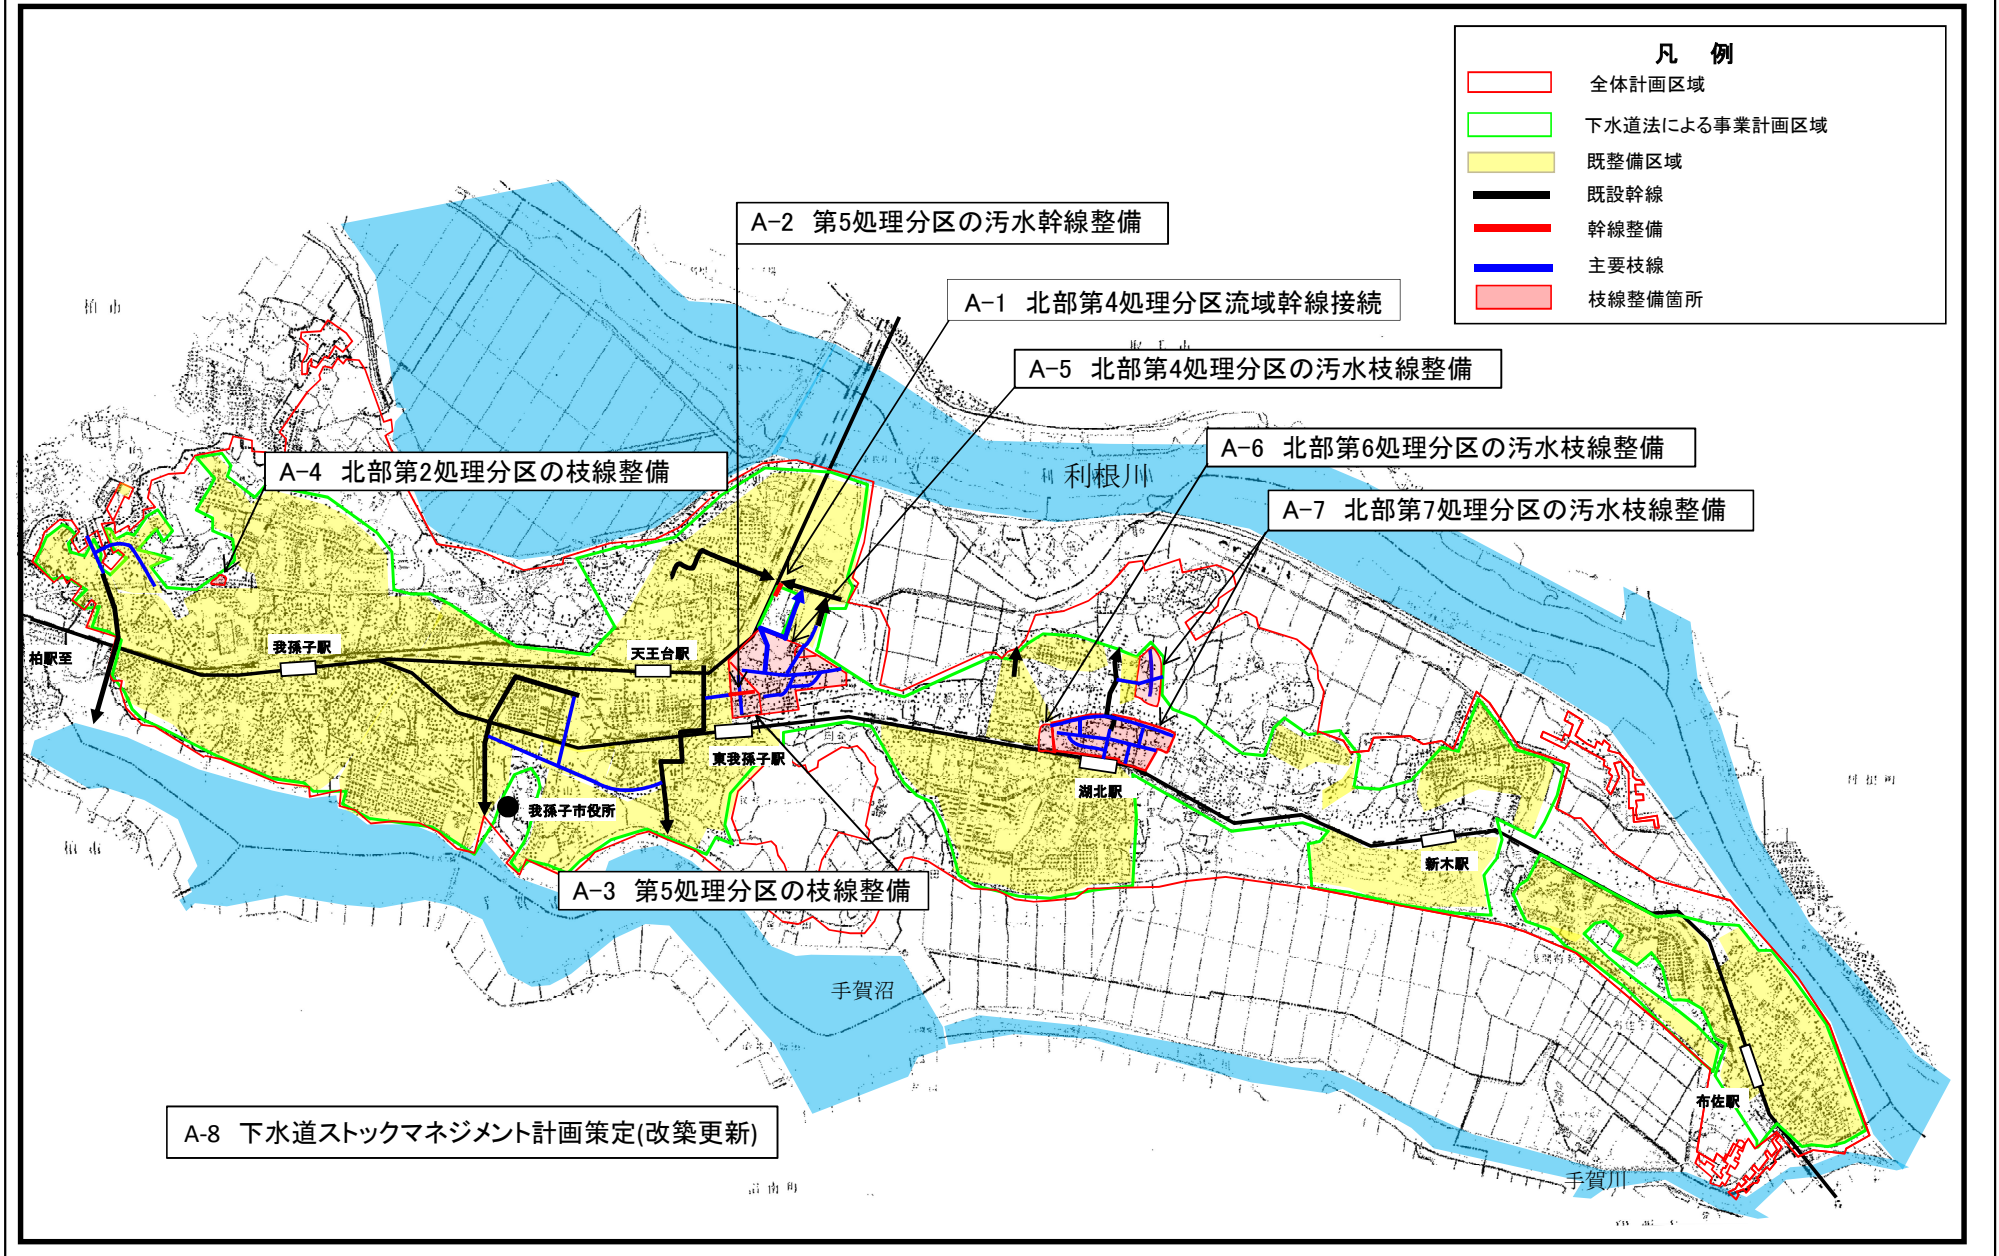 凡 例
全体計画区域
下水道法による事業計画区域
既整備区域
既設幹線
幹線整備
主要枝線
枝線整備箇所
A-2 第5処理分区の汚水幹線整備
A-1 北部第4処理分区流域幹線接続
柏 市
取 手 市
A-5 北部第4処理分区の汚水枝線整備
A-6 北部第6処理分区の汚水枝線整備
A-4 北部第2処理分区の枝線整備
利根川
A-7 北部第7処理分区の汚水枝線整備
我孫子駅
天王台駅
柏駅至
東我孫子駅
湖北駅
我孫子市役所
新木駅
A-3 第5処理分区の枝線整備
手賀沼
布佐駅
A-8 下水道ストックマネジメント計画策定(改築更新)
手賀川